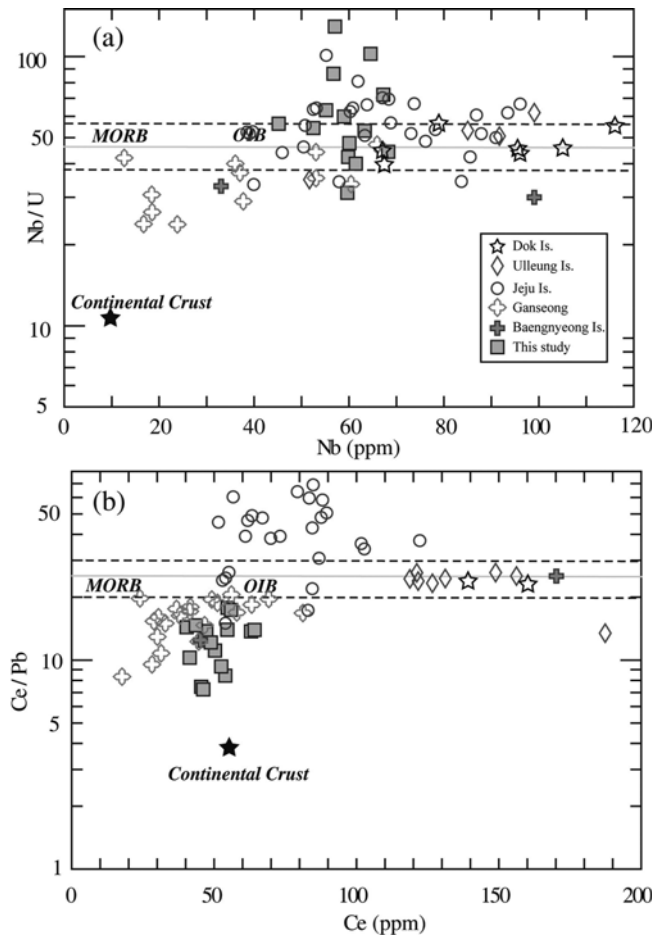 (a)
100
50
10
5
Nb/U
MORB
OIB
Continental Crust
Dok Is.
Ulleung Is.
Jeju Is.
Ganseong
Baengnyeong Is.
This study
0 20 40 60 80 100 120
Nb (ppm)
(b)
50
10
5
1
Ce/Pb
MORB
OIB
Continental Crust
0 50 100 150 200
Ce (ppm)